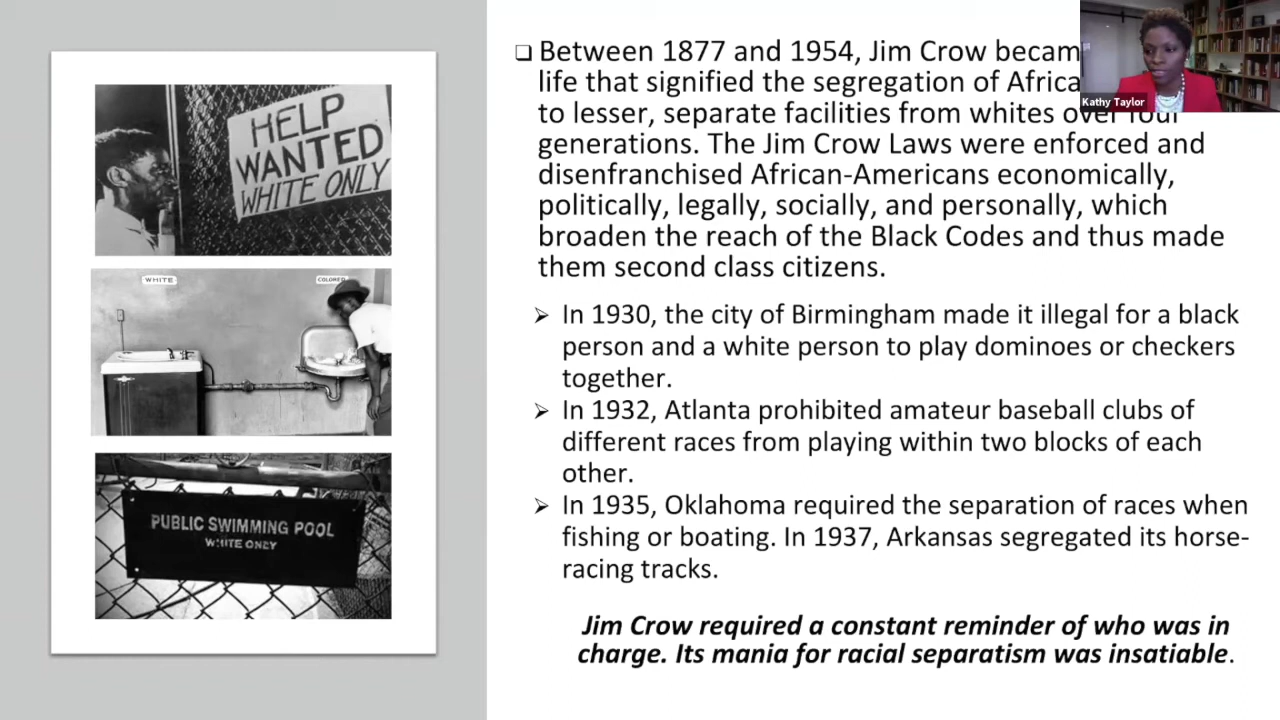 HELP
WANTED
WHITE ONLY
WHITE
COLORED
PUBLIC SWIMMING POOL
WHITE ONLY
Between 1877 and 1954, Jim Crow becam
life that signified the segregation of Africa
to lesser, separate facilities from whites over four
generations. The Jim Crow Laws were enforced and
disenfranchised African-Americans economically,
politically, legally, socially, and personally, which
broaden the reach of the Black Codes and thus made
them second class citizens.
In 1930, the city of Birmingham made it illegal for a black
person and a white person to play dominoes or checkers
together.
In 1932, Atlanta prohibited amateur baseball clubs of
different races from playing within two blocks of each
other.
In 1935, Oklahoma required the separation of races when
fishing or boating. In 1937, Arkansas segregated its horse-
racing tracks.
Jim Crow required a constant reminder of who was in
charge. Its mania for racial separatism was insatiable.
Kathy Taylor